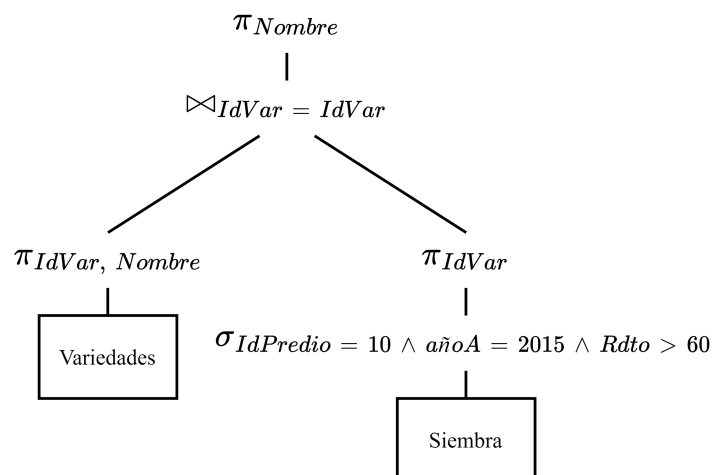 π Nombre
⋈ IdVar = IdVar
π IdVar, Nombre
π IdVar
Variedades
σ IdPredio = 10 ∧ añoA = 2015 ∧ Rdto > 60
Siembra